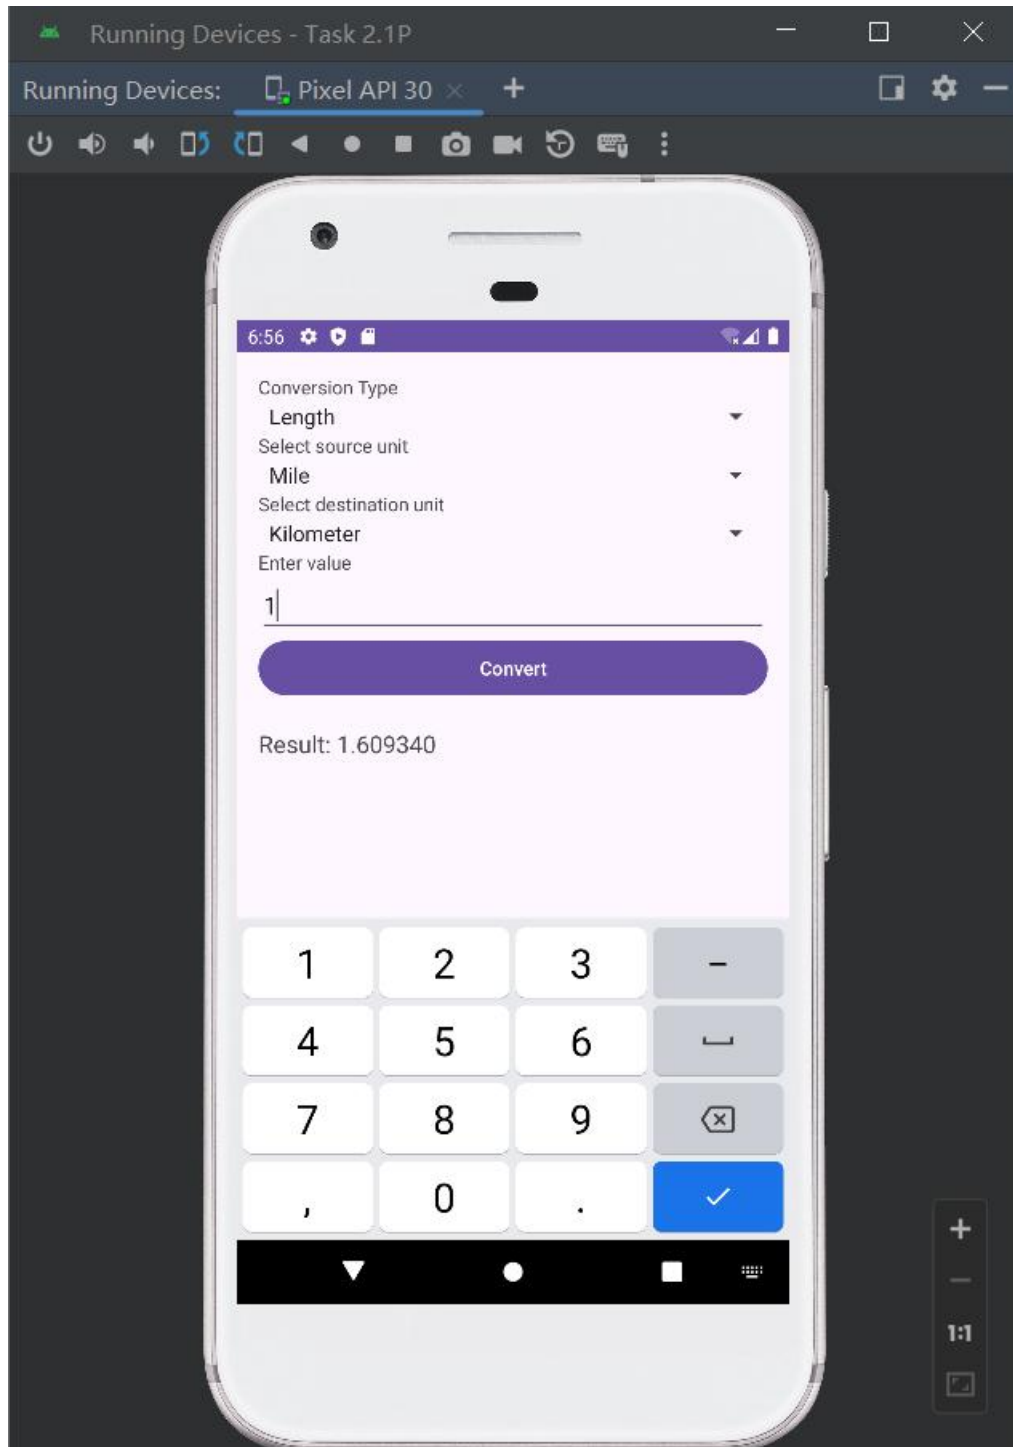 Running Devices - Task 2.1P
Running Devices: Pixel API 30
6:56
Conversion Type
Length
Select source unit
Mile
Select destination unit
Kilometer
Enter value
1
Convert
Result: 1.609340
1 2 3 -
4 5 6
7 8 9
, 0 .
1:1